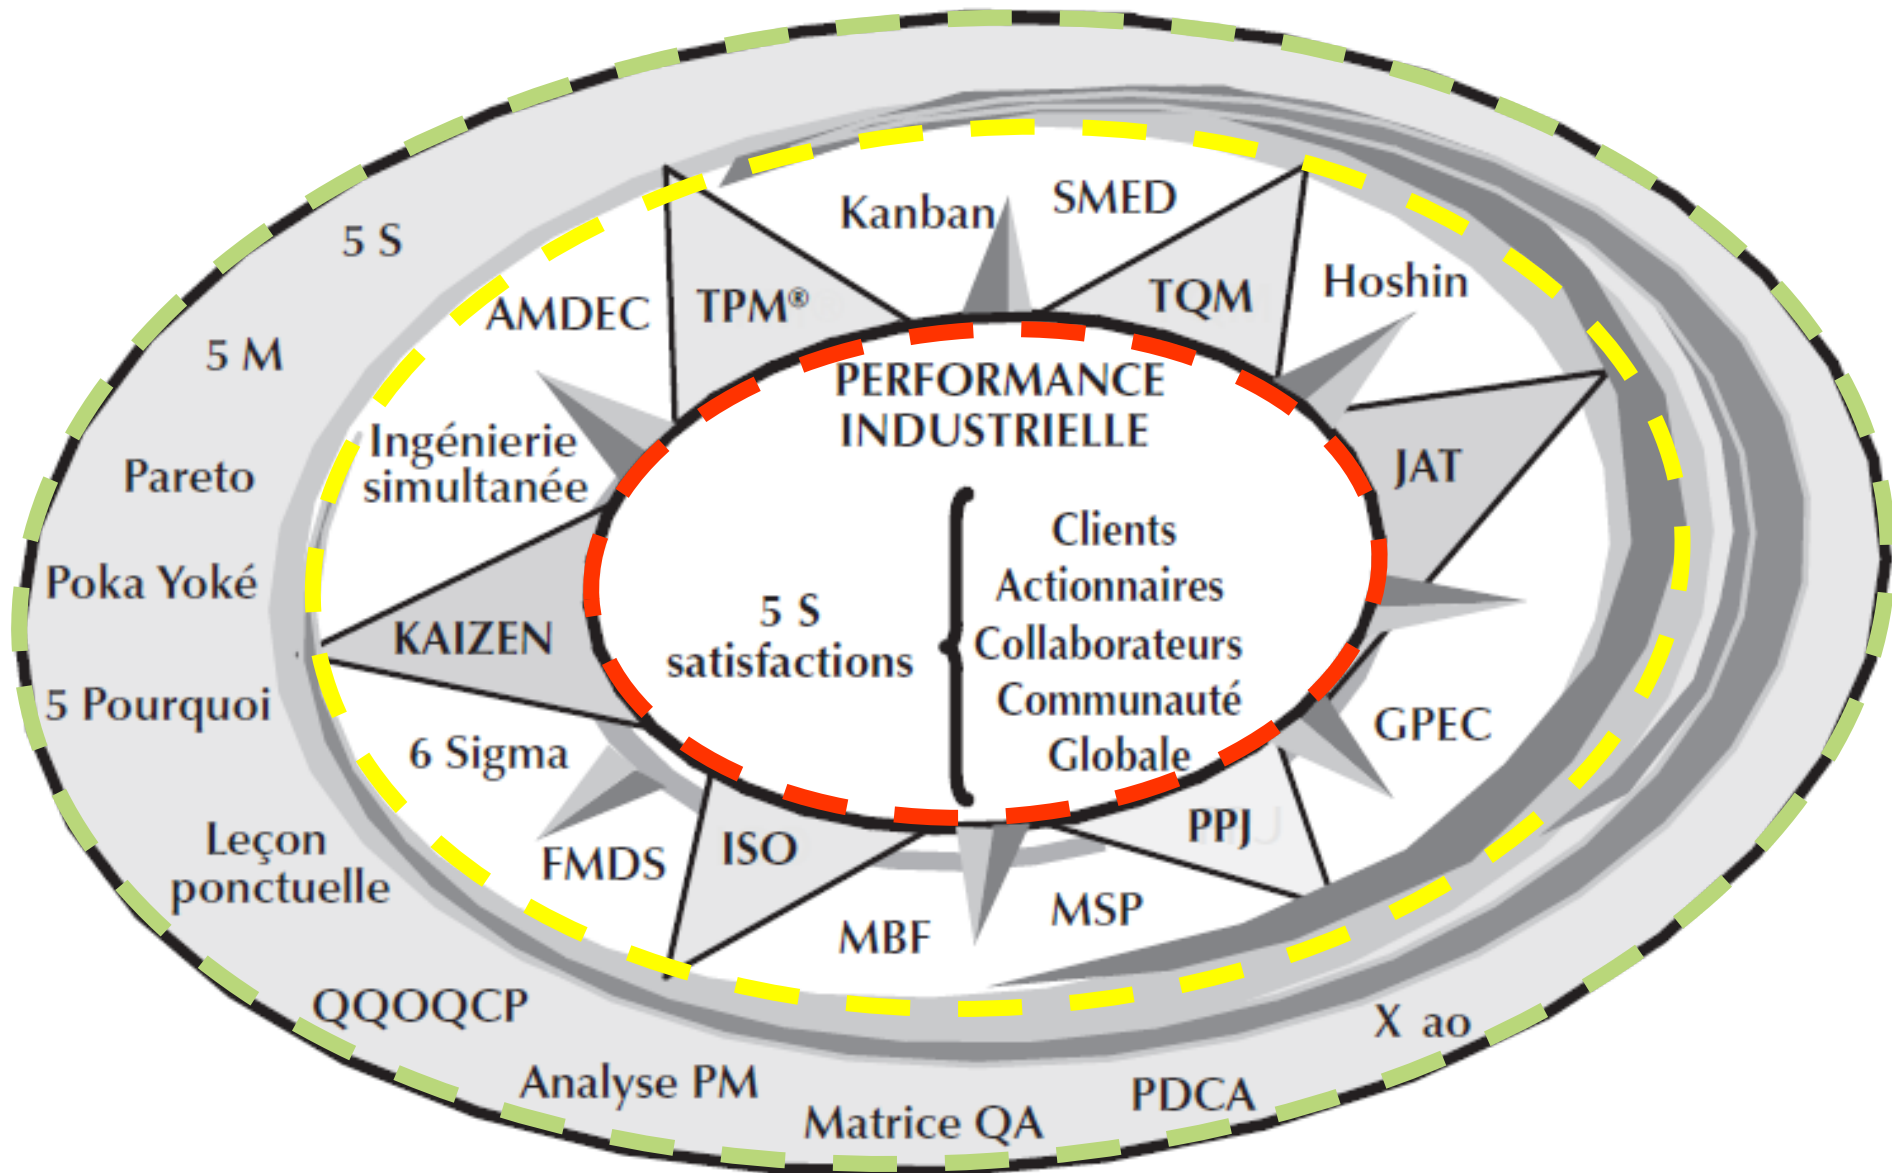 Kanban
SMED
5 S
TPM®
TQM
Hoshin
AMDEC
5 M
PERFORMANCE
INDUSTRIELLE
Ingénierie
simultanée
JAT
Pareto
Clients
Actionnaires
Poka Yoké
5 S
satisfactions
KAIZEN
Collaborateurs
Communauté
Globale
5 Pourquoi
6 Sigma
GPEC
Leçon
ponctuelle
FMDS
ISO
PPJ
MBF
MSP
QQOQCP
X ao
Analyse PM
PDCA
Matrice QA